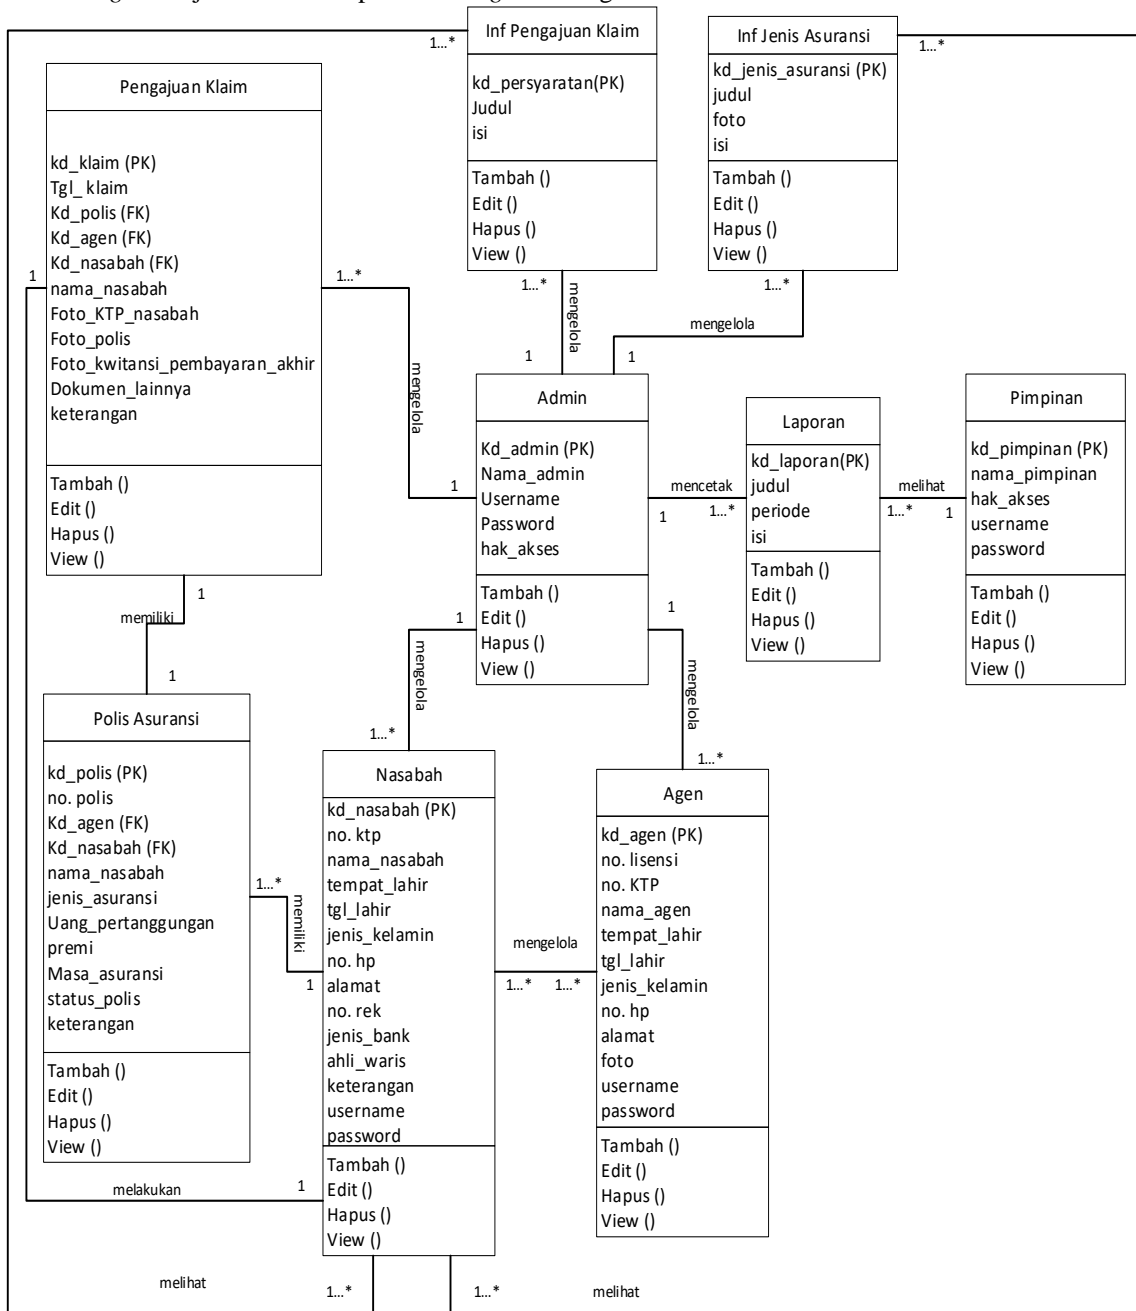 Inf Pengajuan Klaim
kd_persyaratan(PK)
Judul
isi
Tambah ()
Edit ()
Hapus ()
View ()
1...*
1...*
Inf Jenis Asuransi
kd_jenis_asuransi (PK)
judul
foto
isi
Tambah ()
Edit ()
Hapus ()
View ()
1...*
1...*
Pengajuan Klaim
kd_klaim (PK)
Tgl_ klaim
Kd_polis (FK)
Kd_agen (FK)
Kd_nasabah (FK)
nama_nasabah
Foto_KTP_nasabah
Foto_polis
Foto_kwitansi_pembayaran_akhir
Dokumen_lainnya
keterangan
Tambah ()
Edit ()
Hapus ()
View ()
1
1...*
mengelola
1
mengelola
1
mengelola
1
Admin
Kd_admin (PK)
Nama_admin
Username
Password
hak_akses
Tambah ()
Edit ()
Hapus ()
View ()
mencetak
1
1...*
Laporan
kd_laporan(PK)
judul
periode
isi
Tambah ()
Edit ()
Hapus ()
View ()
melihat
1...*
1
Pimpinan
kd_pimpinan (PK)
nama_pimpinan
hak_akses
username
password
Tambah ()
Edit ()
Hapus ()
View ()
1
memiliki
1
1
mengelola
1...*
1
mengelola
1...*
Polis Asuransi
kd_polis (PK)
no. polis
Kd_agen (FK)
Kd_nasabah (FK)
nama_nasabah
jenis_asuransi
Uang_pertanggungan
premi
Masa_asuransi
status_polis
keterangan
Tambah ()
Edit ()
Hapus ()
View ()
1...*
memiliki
1
Nasabah
kd_nasabah (PK)
no. ktp
nama_nasabah
tempat_lahir
tgl_lahir
jenis_kelamin
no. hp
alamat
no. rek
jenis_bank
ahli_waris
keterangan
username
password
Tambah ()
Edit ()
Hapus ()
View ()
mengelola
1...*
1...*
Agen
kd_agen (PK)
no. lisensi
no. KTP
nama_agen
tempat_lahir
tgl_lahir
jenis_kelamin
no. hp
alamat
foto
username
password
Tambah ()
Edit ()
Hapus ()
View ()
melakukan
1
melihat
1...*
1...*
melihat